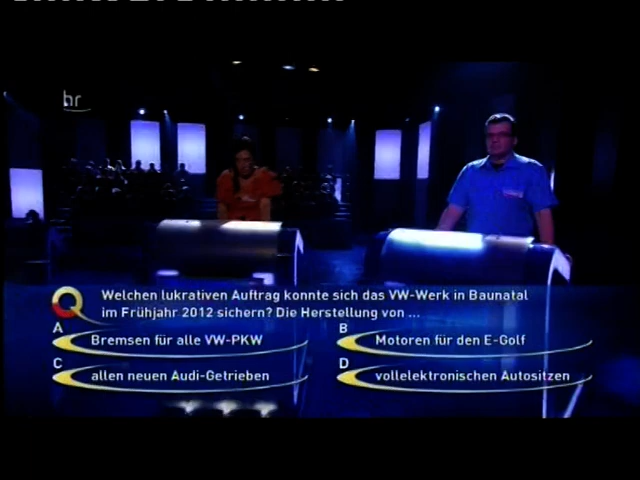 hr
Q
Welchen lukrativen Auftrag konnte sich das VW-Werk in Baunatal
im Frühjahr 2012 sichern? Die Herstellung von ...
A
Bremsen für alle VW-PKW
B
Motoren für den E-Golf
C
allen neuen Audi-Getrieben
D
vollelektronischen Autositzen